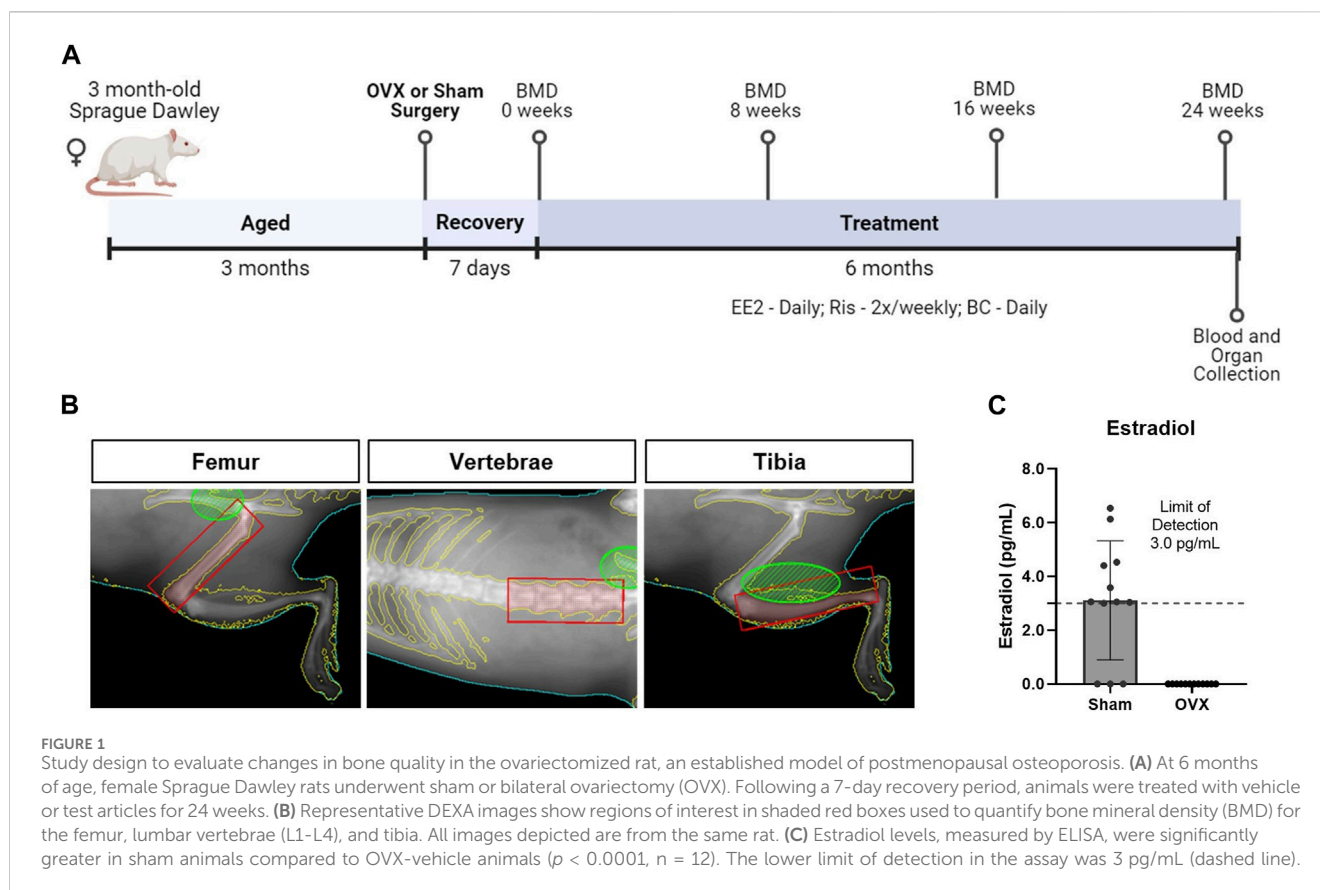 A
3 month-old
Sprague Dawley
♀
OVX or Sham
Surgery
BMD
0 weeks
BMD
8 weeks
BMD
16 weeks
BMD
24 weeks
Aged
Recovery
Treatment
3 months
7 days
6 months
EE2 - Daily; Ris - 2x/weekly; BC - Daily
Blood and
Organ
Collection
B
Femur
Vertebrae
Tibia
C
Estradiol
Estradiol (pg/mL)
8.0
6.0
4.0
2.0
0.0
Limit of
Detection
3.0 pg/mL
Sham
OVX
FIGURE 1
Study design to evaluate changes in bone quality in the ovariectomized rat, an established model of postmenopausal osteoporosis. (A) At 6 months
of age, female Sprague Dawley rats underwent sham or bilateral ovariectomy (OVX). Following a 7-day recovery period, animals were treated with vehicle
or test articles for 24 weeks. (B) Representative DEXA images show regions of interest in shaded red boxes used to quantify bone mineral density (BMD) for
the femur, lumbar vertebrae (L1-L4), and tibia. All images depicted are from the same rat. (C) Estradiol levels, measured by ELISA, were significantly
greater in sham animals compared to OVX-vehicle animals (p < 0.0001, n = 12). The lower limit of detection in the assay was 3 pg/mL (dashed line).